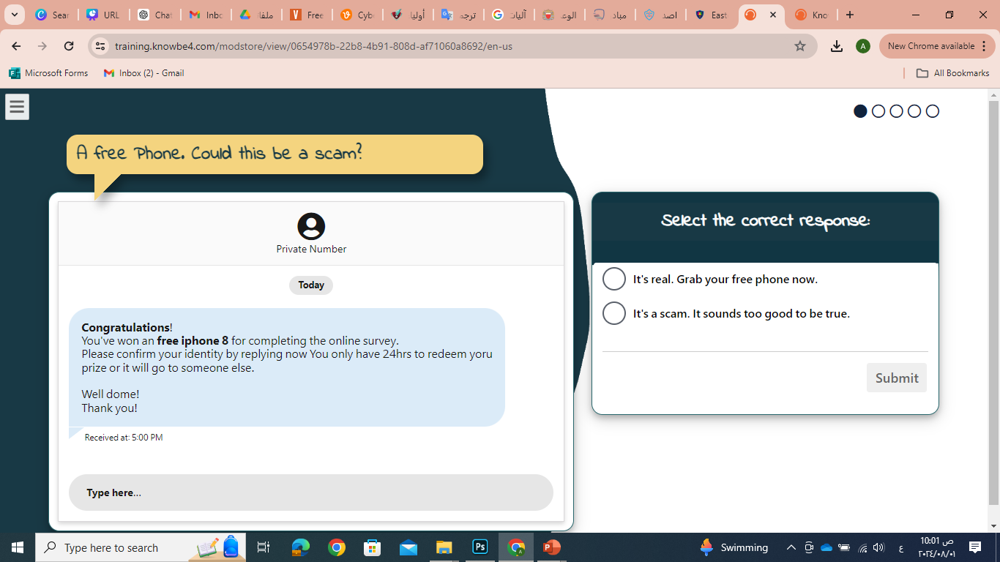 Sear
URL
Chat
Inbo
ملفا
Free
Cybe
أوليا
ترجد
آليات
الوع
مباد
اصد
East
Kno
training.knowbe4.com/modstore/view/0654978b-22b8-4b91-808d-af71060a8692/en-us
A
New Chrome available
Microsoft Forms
Inbox (2) - Gmail
All Bookmarks
A free Phone. Could this be a scam?
Private Number
Today
Congratulations!
You've won an free iphone 8 for completing the online survey.
Please confirm your identity by replying now You only have 24hrs to redeem yoru
prize or it will go to someone else.
Well dome!
Thank you!
Received at: 5:00 PM
Type here...
Select the correct response:
It's real. Grab your free phone now.
It's a scam. It sounds too good to be true.
Submit
Type here to search
Ps
Swimming
ع
10:01 ص
٢٠٢٤/٠٨/٠١